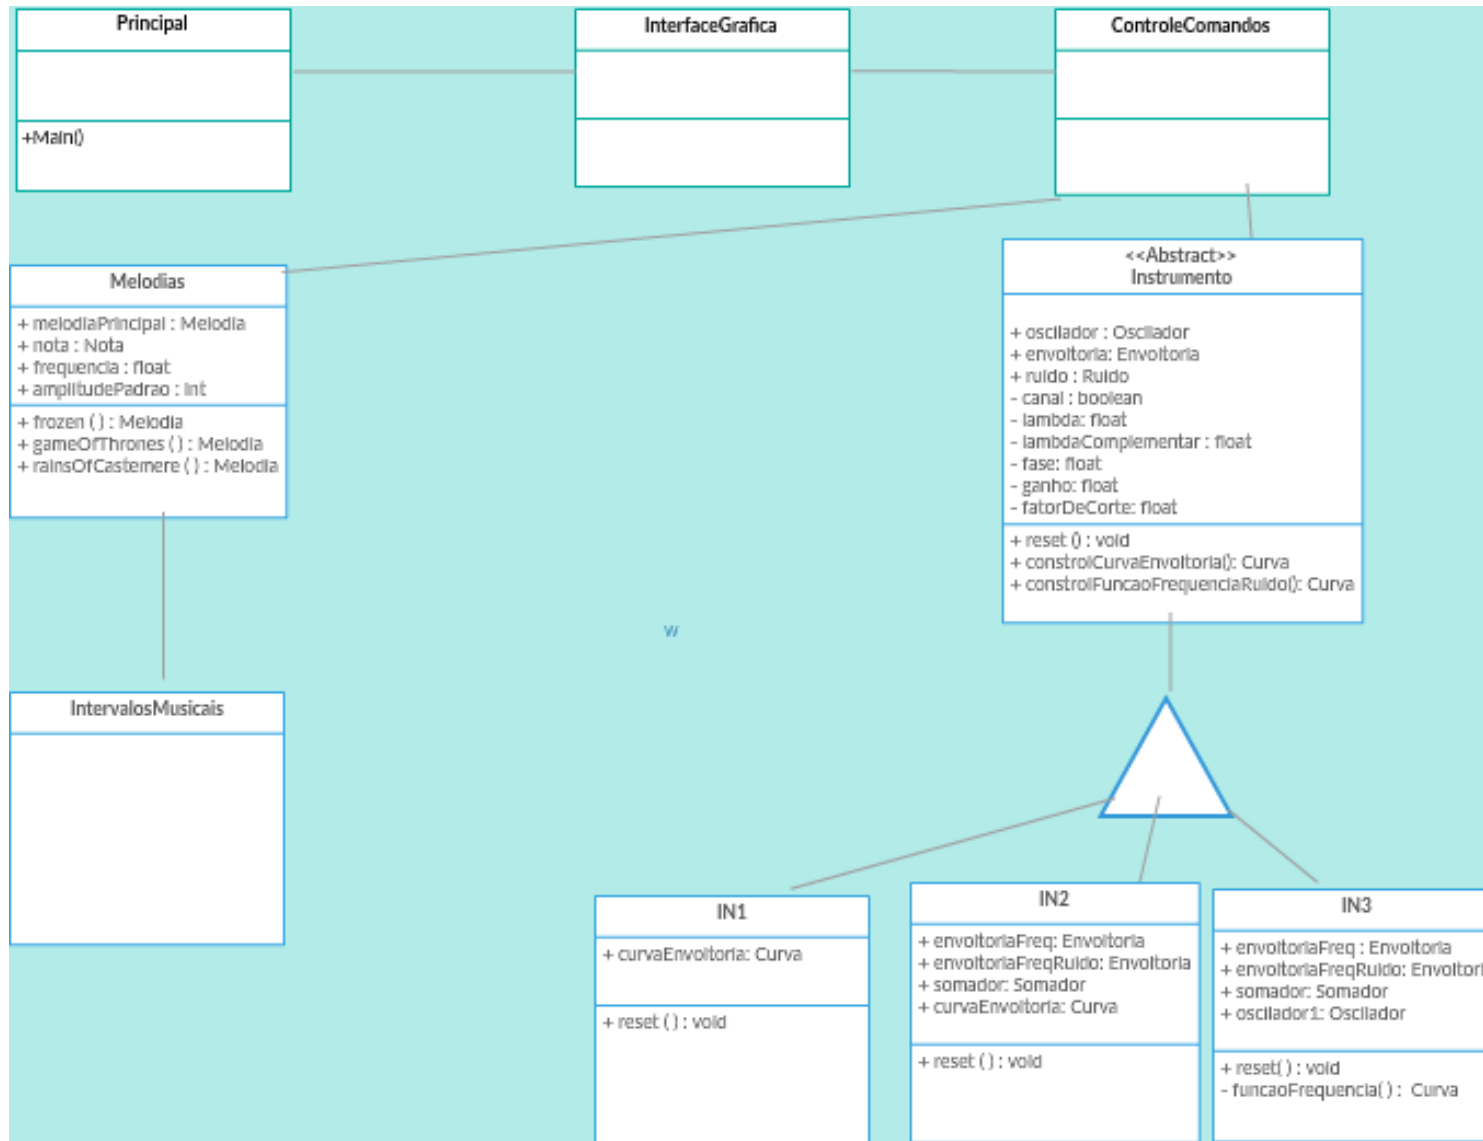 Principal
+Main()
InterfaceGrafica
ControleComandos
Melodias
+ melodiaPrincipal : Melodia
+ nota : Nota
+ frequencia : float
+ amplitudePadrao : int
+ frozen ( ) : Melodia
+ gameOfThrones ( ) : Melodia
+ rainsOfCastemere ( ) : Melodia
<<Abstract>>
Instrumento
+ oscilador : Oscilador
+ envoltoria: Envoltoria
+ ruido : Ruido
- canal : boolean
- lambda: float
- lambdaComplementar : float
- fase: float
- ganho: float
- fatorDeCorte: float
+ reset () : void
+ constroiCurvaEnvoltoria(): Curva
+ constroiFuncaoFrequenciaRuido(): Curva
w
IntervalosMusicais
IN1
+ curvaEnvoltoria: Curva
+ reset ( ) : void
IN2
+ envoltoriaFreq: Envoltoria
+ envoltoriaFreqRuido: Envoltoria
+ somador: Somador
+ curvaEnvoltoria: Curva
+ reset ( ) : void
IN3
+ envoltoriaFreq : Envoltoria
+ envoltoriaFreqRuido: Envoltori
+ somador: Somador
+ oscilador1: Oscilador
+ reset( ) : void
- funcaoFrequencia( ) : Curva